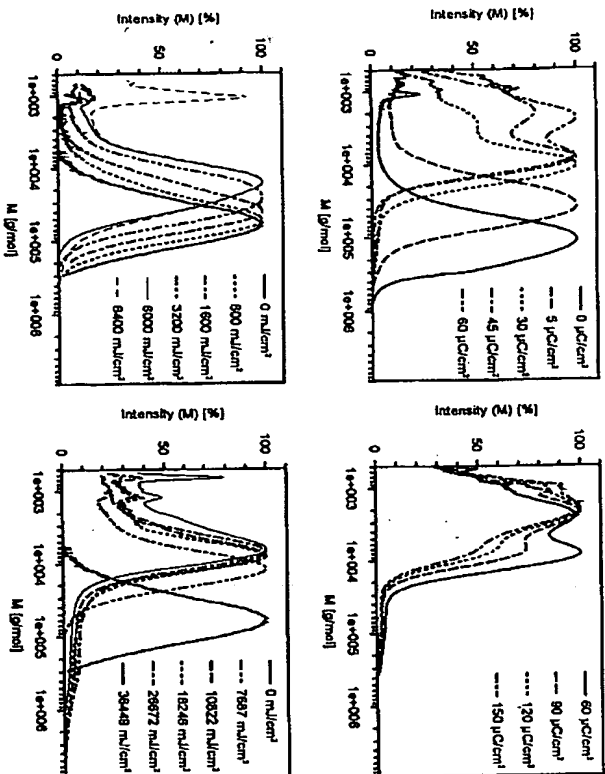 Intensity (M) [%]
100
50
0
60 µC/cm²
90 µC/cm²
120 µC/cm²
150 µC/cm²
1e+003 1e+004 1e+005 1e+006
M [g/mol]
Intensity (M) [%]
100
50
0
0 mJ/cm²
7687 mJ/cm²
10822 mJ/cm²
18248 mJ/cm²
26672 mJ/cm²
36449 mJ/cm²
1e+003 1e+004 1e+005 1e+006
M [g/mol]
Intensity (M) [%]
100
50
0
0 µC/cm²
5 µC/cm²
30 µC/cm²
45 µC/cm²
60 µC/cm²
1e+003 1e+004 1e+005 1e+006
M [g/mol]
Intensity (M) [%]
100
50
0
0 mJ/cm²
800 mJ/cm²
1600 mJ/cm²
3200 mJ/cm²
6000 mJ/cm²
8400 mJ/cm²
1e+003 1e+004 1e+005 1e+006
M [g/mol]